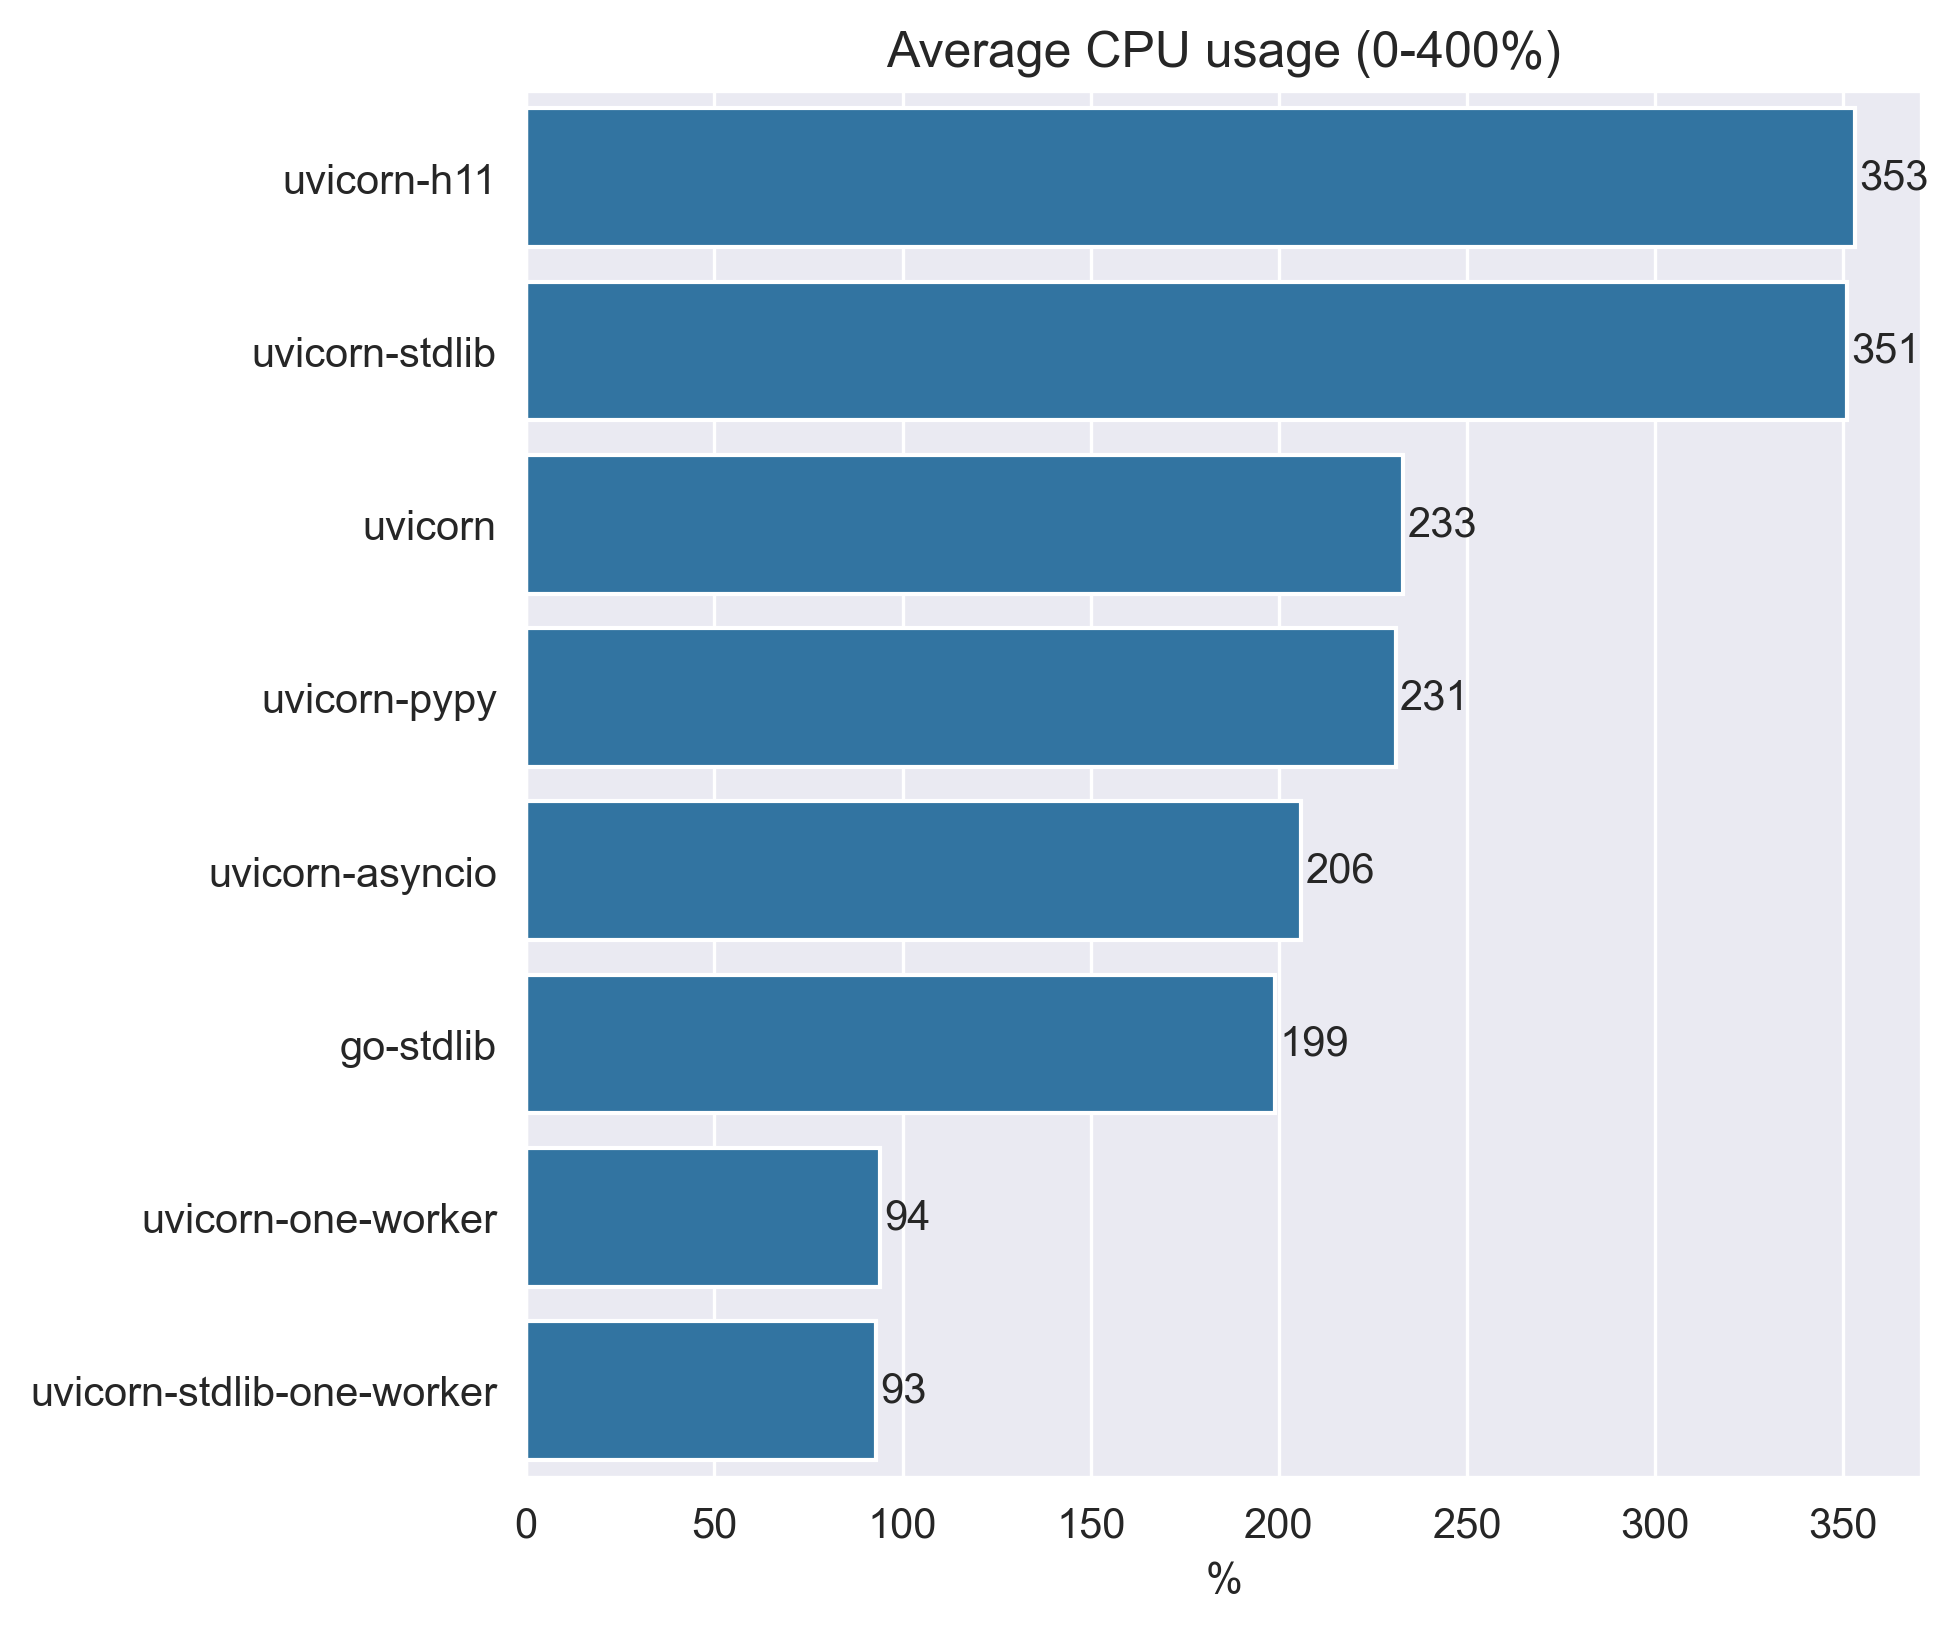 Average CPU usage (0-400%)
uvicorn-h11 353
uvicorn-stdlib 351
uvicorn 233
uvicorn-pypy 231
uvicorn-asyncio 206
go-stdlib 199
uvicorn-one-worker 94
uvicorn-stdlib-one-worker 93
0 50 100 150 200 250 300 350
%